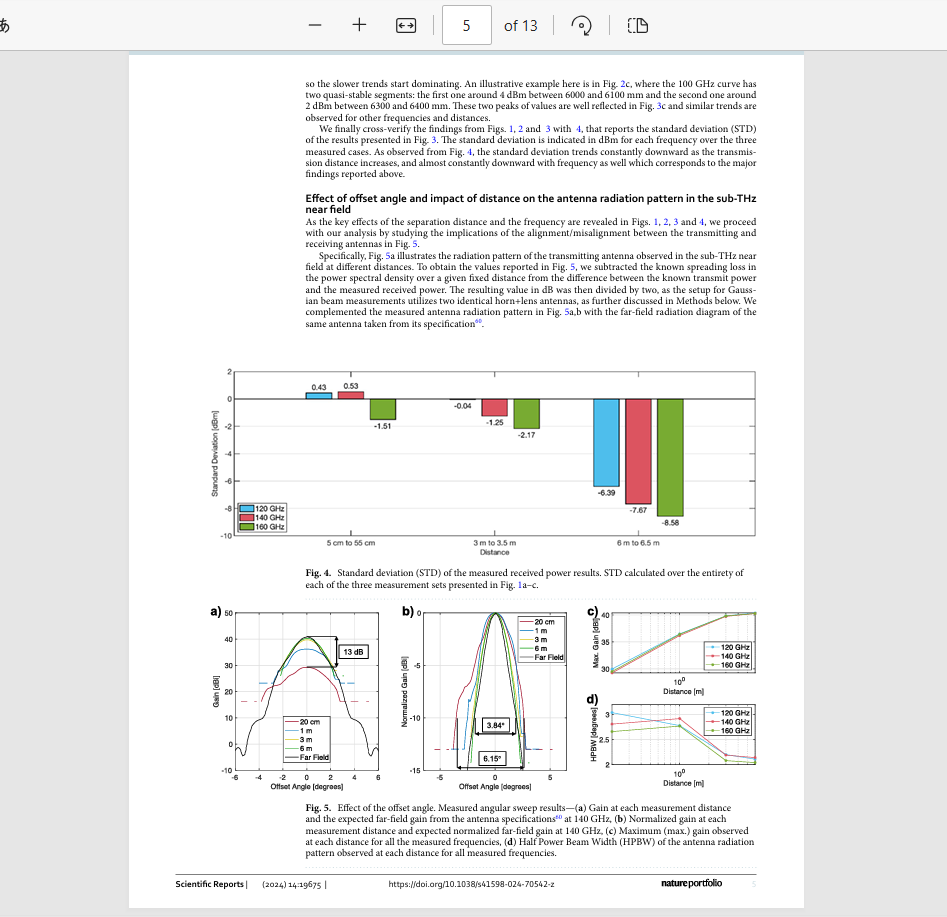 あ
5 of 13
so the slower trends start dominating. An illustrative example here is in Fig. 2c, where the 100 GHz curve has
two quasi-stable segments: the first one around 4 dBm between 6000 and 6100 mm and the second one around
2 dBm between 6300 and 6400 mm. These two peaks of values are well reflected in Fig. 3c and similar trends are
observed for other frequencies and distances.
We finally cross-verify the findings from Figs. 1, 2 and 3 with 4, that reports the standard deviation (STD)
of the results presented in Fig. 3. The standard deviation is indicated in dBm for each frequency over the three
measured cases. As observed from Fig. 4, the standard deviation trends constantly downward as the transmis-
sion distance increases, and almost constantly downward with frequency as well which corresponds to the major
findings reported above.
Effect of offset angle and impact of distance on the antenna radiation pattern in the sub-THz
near field
As the key effects of the separation distance and the frequency are revealed in Figs. 1, 2, 3 and 4, we proceed
with our analysis by studying the implications of the alignment/misalignment between the transmitting and
receiving antennas in Fig. 5.
Specifically, Fig. 5a illustrates the radiation pattern of the transmitting antenna observed in the sub-THz near
field at different distances. To obtain the values reported in Fig. 5, we subtracted the known spreading loss in
the power spectral density over a given fixed distance from the difference between the known transmit power
and the measured received power. The resulting value in dB was then divided by two, as the setup for Gauss-
ian beam measurements utilizes two identical horn+lens antennas, as further discussed in Methods below. We
complemented the measured antenna radiation pattern in Fig. 5a,b with the far-field radiation diagram of the
same antenna taken from its specification60.
Standard Deviation [dBm]
2
0
-2
-4
-6
-8
-10
0.43
0.53
-1.51
-0.04
-1.25
-2.17
-6.39
-7.67
-8.58
120 GHz
140 GHz
160 GHz
5 cm to 55 cm
3 m to 3.5 m
6 m to 6.5 m
Distance
Fig. 4. Standard deviation (STD) of the measured received power results. STD calculated over the entirety of
each of the three measurement sets presented in Fig. 1a–c.
a)
Gain [dBi]
50
40
30
20
10
0
-10
13 dB
20 cm
1 m
3 m
6 m
Far Field
-6 -4 -2 0 2 4 6
Offset Angle [degrees]
b)
Normalized Gain [dBi]
0
-5
-10
-15
20 cm
1 m
3 m
6 m
Far Field
3.84°
6.15°
-5 0 5
Offset Angle [degrees]
c)
Max. Gain [dBi]
40
35
30
120 GHz
140 GHz
160 GHz
10⁰
Distance [m]
d)
HPBW [degrees]
3
2.5
2
120 GHz
140 GHz
160 GHz
10⁰
Distance [m]
Fig. 5. Effect of the offset angle. Measured angular sweep results—(a) Gain at each measurement distance
and the expected far-field gain from the antenna specifications60 at 140 GHz, (b) Normalized gain at each
measurement distance and expected normalized far-field gain at 140 GHz, (c) Maximum (max.) gain observed
at each distance for all the measured frequencies, (d) Half Power Beam Width (HPBW) of the antenna radiation
pattern observed at each distance for all measured frequencies.
Scientific Reports | (2024) 14:19675 | https://doi.org/10.1038/s41598-024-70542-z natureportfolio 5